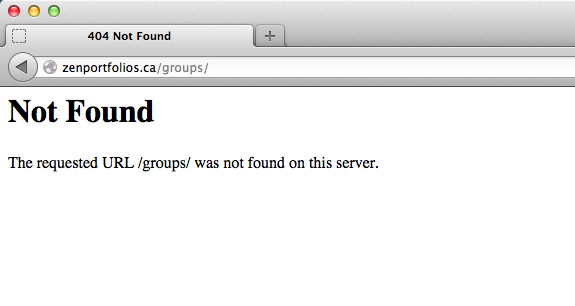 404 Not Found
zenportfolios.ca/groups/
Not Found
The requested URL /groups/ was not found on this server.